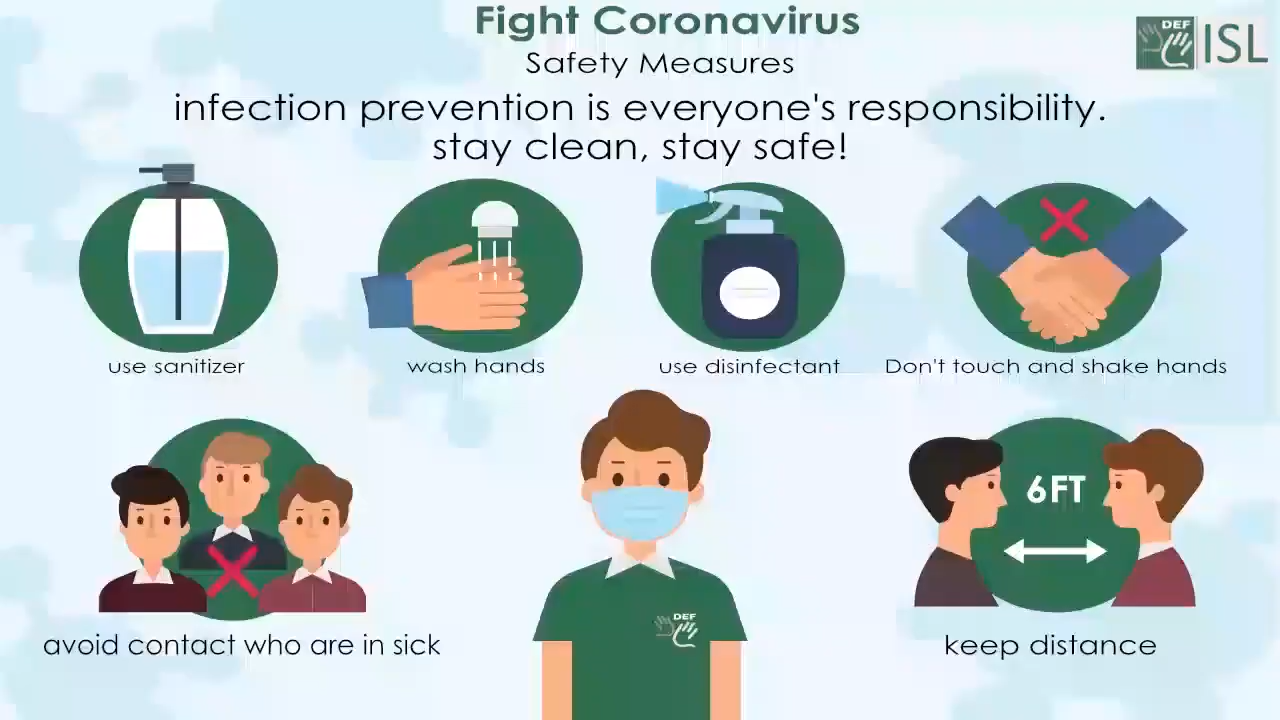 Fight Coronavirus
DEF
ISL
Safety Measures
infection prevention is everyone's responsibility.
stay clean, stay safe!
use sanitizer
wash hands
use disinfectant
Don't touch and shake hands
6FT
DEF
avoid contact who are in sick
keep distance